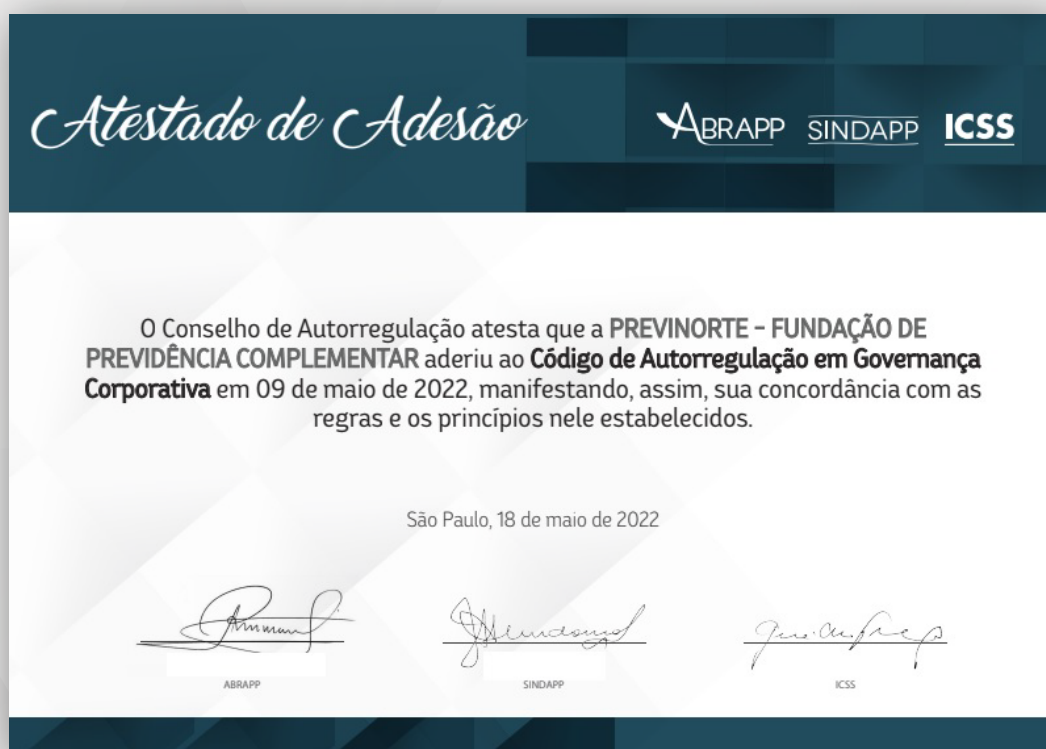 Atestado de Adesão
ABRAPP SINDAPP ICSS
O Conselho de Autorregulação atesta que a PREVINORTE – FUNDAÇÃO DE
PREVIDÊNCIA COMPLEMENTAR aderiu ao Código de Autorregulação em Governança
Corporativa em 09 de maio de 2022, manifestando, assim, sua concordância com as
regras e os princípios nele estabelecidos.
São Paulo, 18 de maio de 2022
ABRAPP SINDAPP ICSS